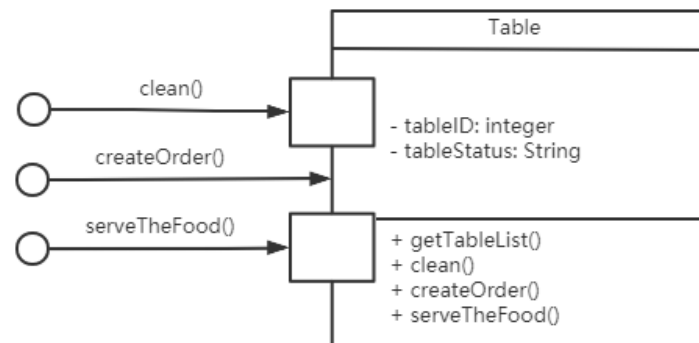 Table
clean()
- tableID: integer
- tableStatus: String
createOrder()
serveTheFood()
+ getTableList()
+ clean()
+ createOrder()
+ serveTheFood()